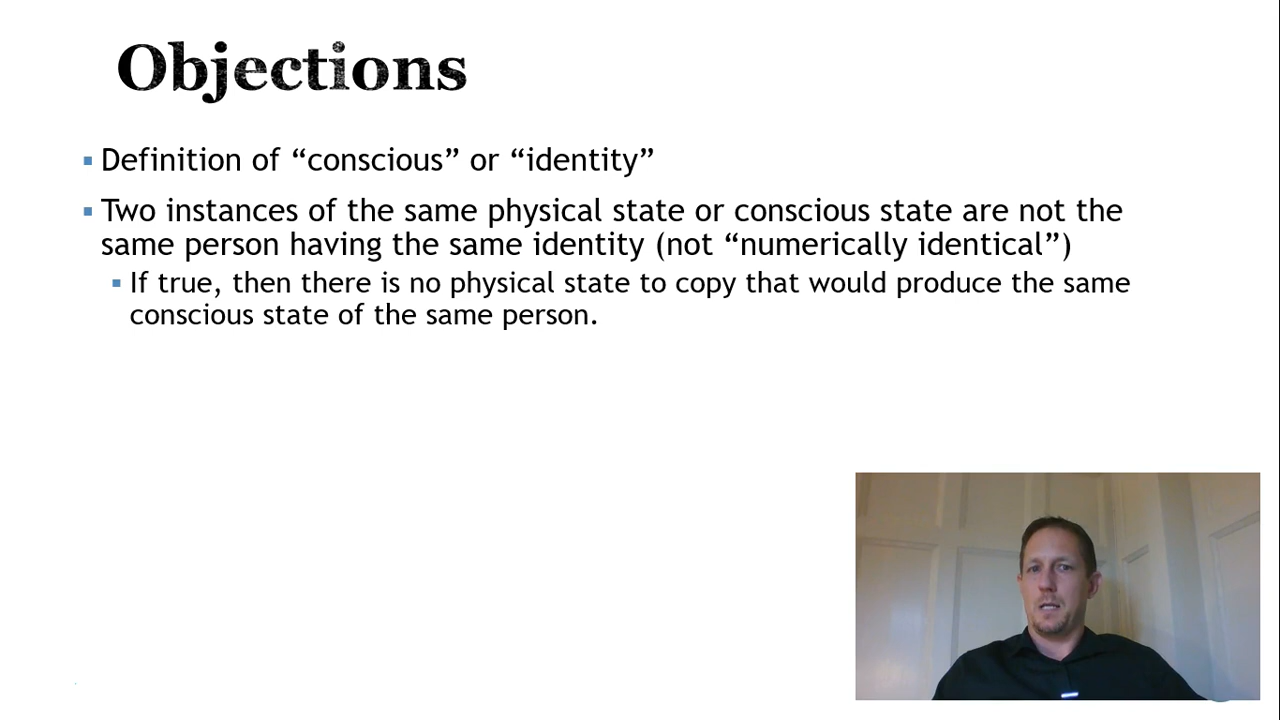 Objections
▪ Definition of “conscious” or “identity”
▪ Two instances of the same physical state or conscious state are not the
same person having the same identity (not “numerically identical”)
▪ If true, then there is no physical state to copy that would produce the same
conscious state of the same person.